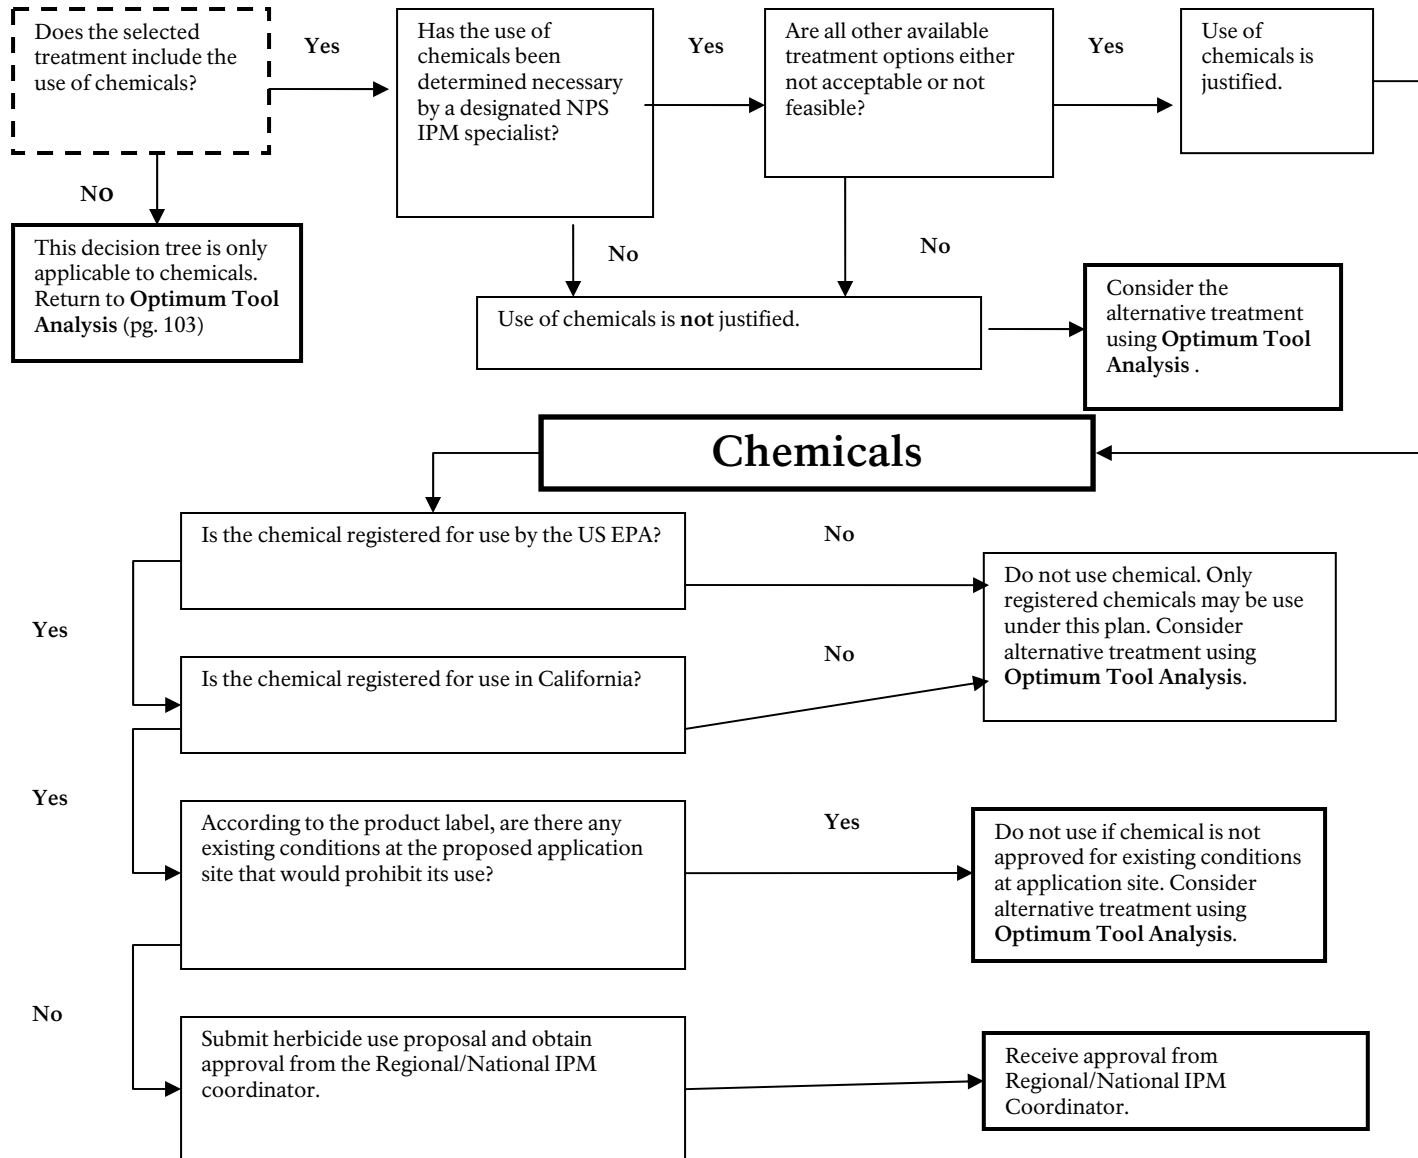 Does the selected
treatment include the
use of chemicals?
Yes
Has the use of
chemicals been
determined necessary
by a designated NPS
IPM specialist?
Yes
Are all other available
treatment options either
not acceptable or not
feasible?
Yes
Use of
chemicals is
justified.
No
This decision tree is only
applicable to chemicals.
Return to Optimum Tool
Analysis (pg. 103)
No
No
Use of chemicals is not justified.
Consider the
alternative treatment
using Optimum Tool
Analysis .
Chemicals
Is the chemical registered for use by the US EPA?
No
Yes
Do not use chemical. Only
registered chemicals may be use
under this plan. Consider
alternative treatment using
Optimum Tool Analysis.
Is the chemical registered for use in California?
No
Yes
According to the product label, are there any
existing conditions at the proposed application
site that would prohibit its use?
Yes
Do not use if chemical is not
approved for existing conditions
at application site. Consider
alternative treatment using
Optimum Tool Analysis.
No
Submit herbicide use proposal and obtain
approval from the Regional/National IPM
coordinator.
Receive approval from
Regional/National IPM
Coordinator.